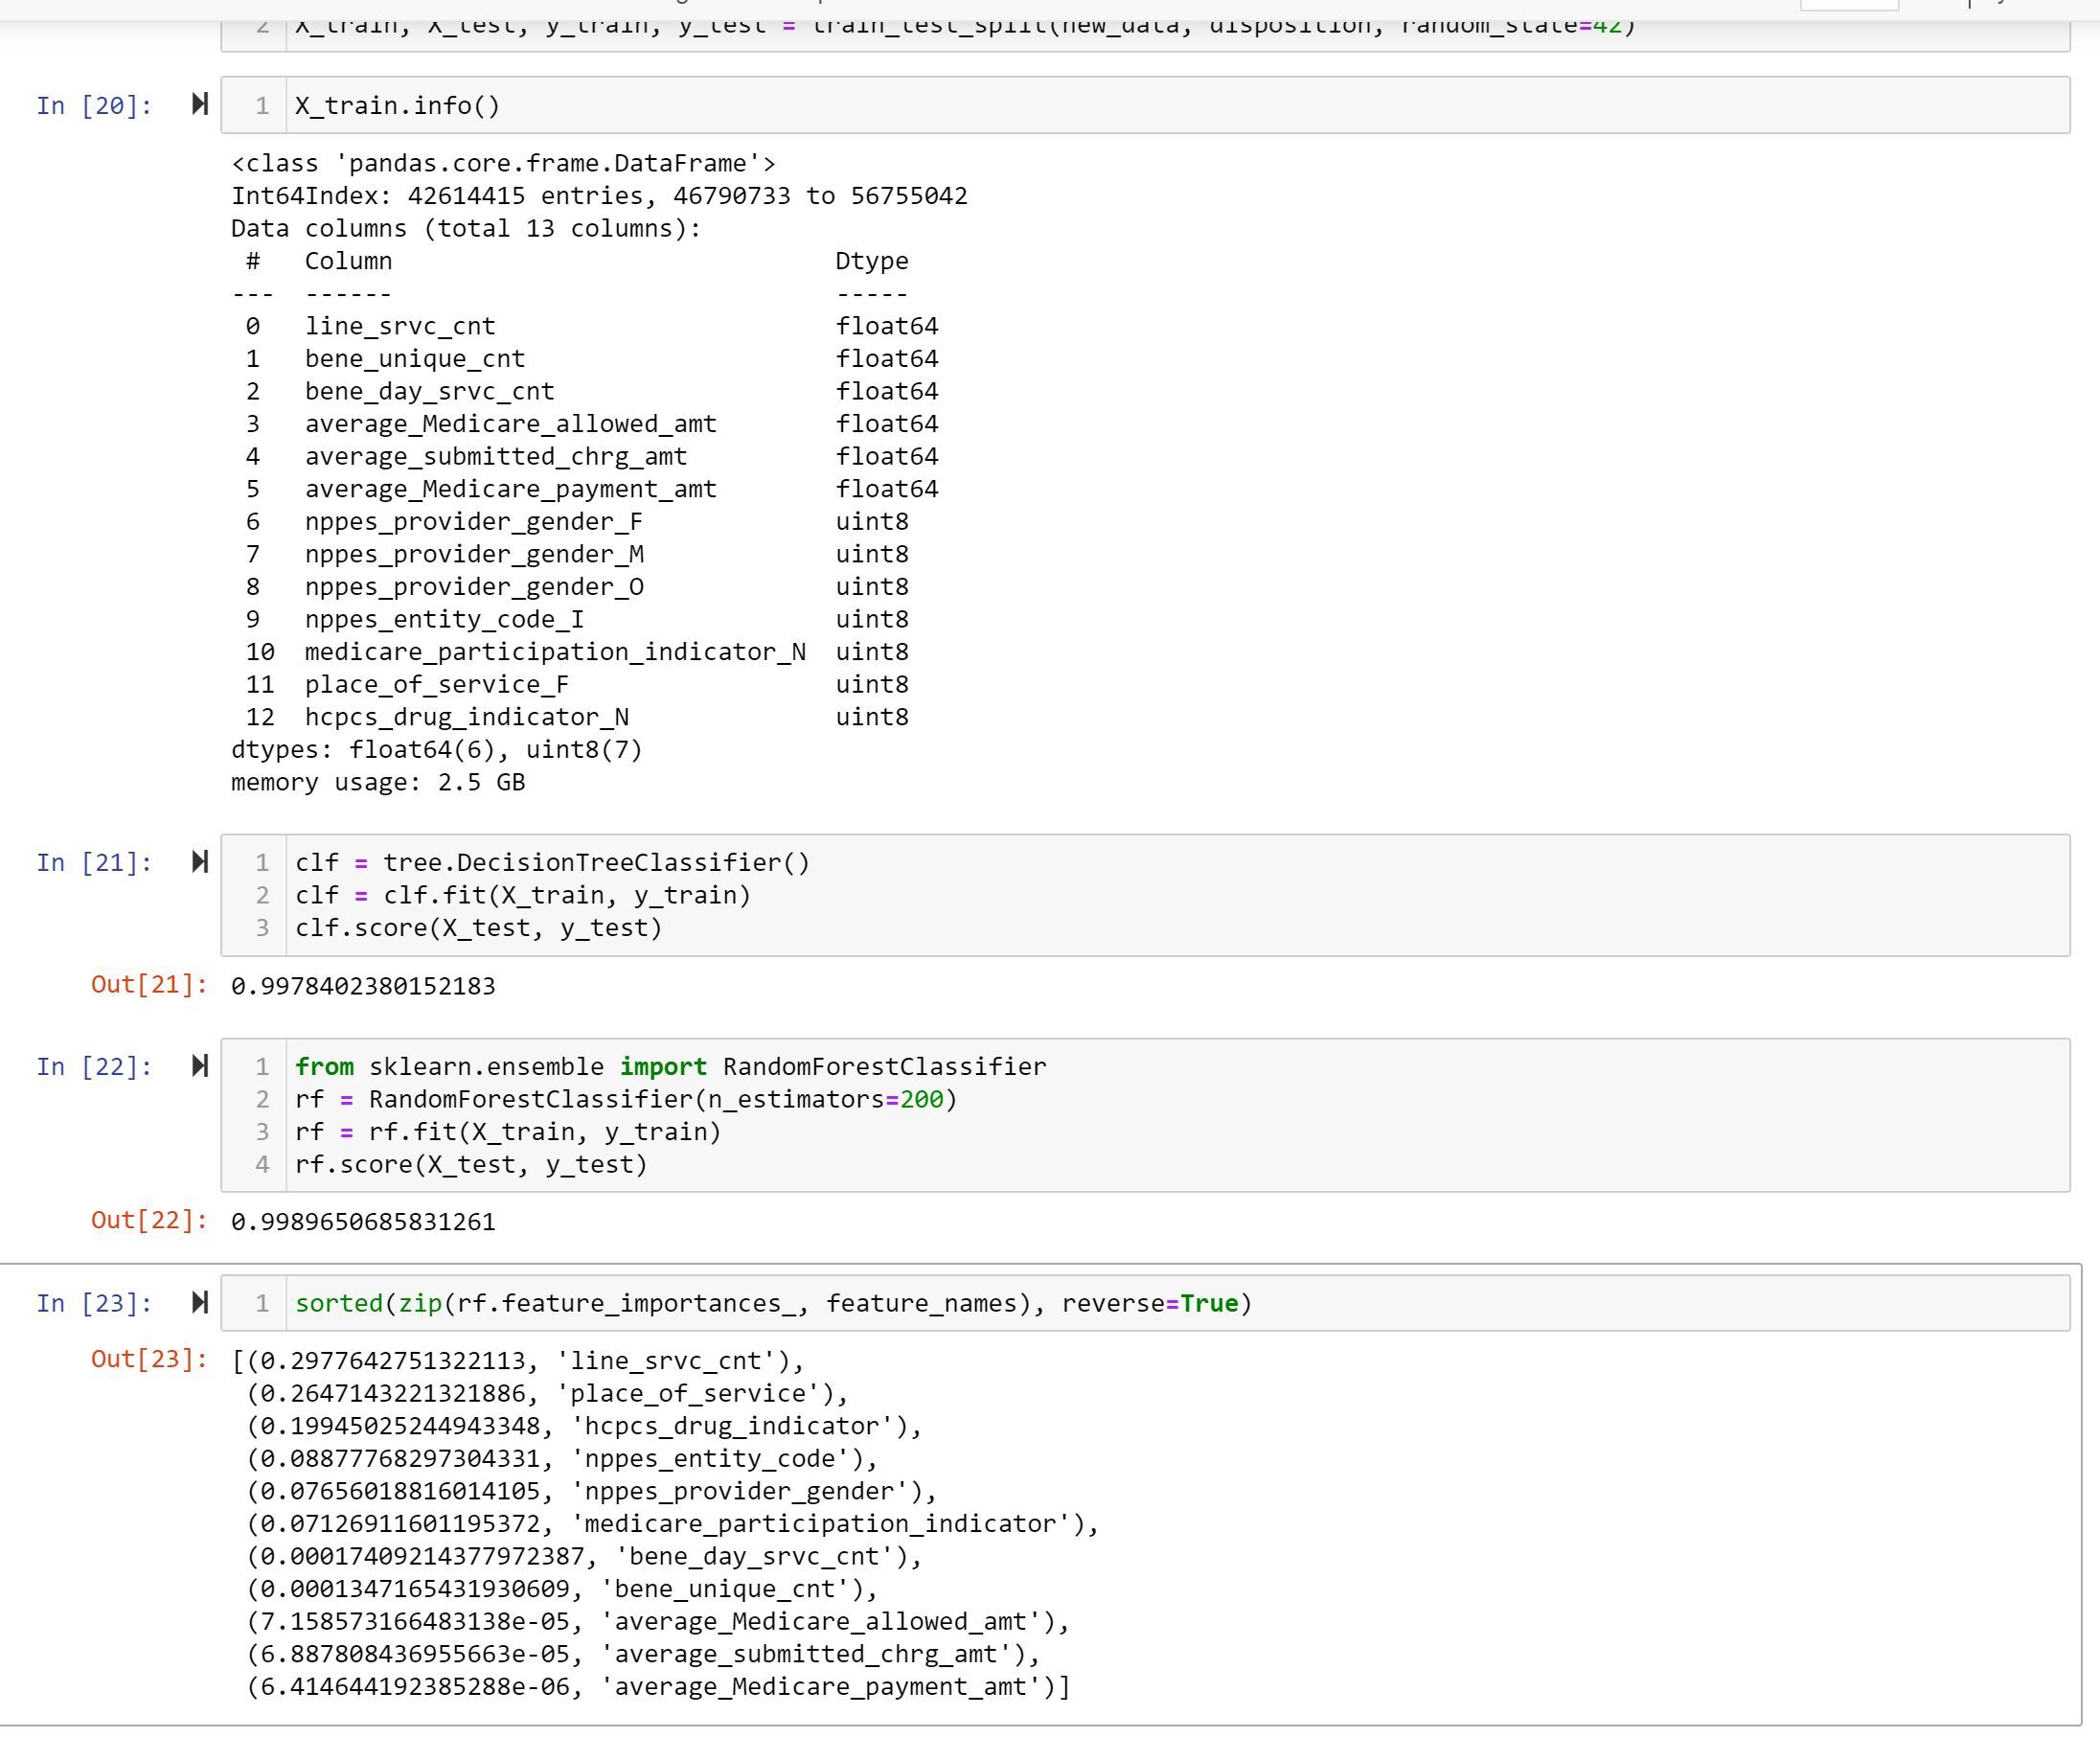 2 X_train, X_test, y_train, y_test = train_test_split(new_data, disposition, random_state=42)
In [20]: 1 X_train.info()
<class 'pandas.core.frame.DataFrame'>
Int64Index: 42614415 entries, 46790733 to 56755042
Data columns (total 13 columns):
# Column Dtype
--- ------ -----
0 line_srvc_cnt float64
1 bene_unique_cnt float64
2 bene_day_srvc_cnt float64
3 average_Medicare_allowed_amt float64
4 average_submitted_chrg_amt float64
5 average_Medicare_payment_amt float64
6 nppes_provider_gender_F uint8
7 nppes_provider_gender_M uint8
8 nppes_provider_gender_O uint8
9 nppes_entity_code_I uint8
10 medicare_participation_indicator_N uint8
11 place_of_service_F uint8
12 hcpcs_drug_indicator_N uint8
dtypes: float64(6), uint8(7)
memory usage: 2.5 GB
In [21]: 1 clf = tree.DecisionTreeClassifier()
2 clf = clf.fit(X_train, y_train)
3 clf.score(X_test, y_test)
Out[21]: 0.9978402380152183
In [22]: 1 from sklearn.ensemble import RandomForestClassifier
2 rf = RandomForestClassifier(n_estimators=200)
3 rf = rf.fit(X_train, y_train)
4 rf.score(X_test, y_test)
Out[22]: 0.9989650685831261
In [23]: 1 sorted(zip(rf.feature_importances_, feature_names), reverse=True)
Out[23]: [(0.2977642751322113, 'line_srvc_cnt'),
(0.2647143221321886, 'place_of_service'),
(0.19945025244943348, 'hcpcs_drug_indicator'),
(0.08877768297304331, 'nppes_entity_code'),
(0.07656018816014105, 'nppes_provider_gender'),
(0.07126911601195372, 'medicare_participation_indicator'),
(0.00017409214377972387, 'bene_day_srvc_cnt'),
(0.0001347165431930609, 'bene_unique_cnt'),
(7.158573166483138e-05, 'average_Medicare_allowed_amt'),
(6.887808436955663e-05, 'average_submitted_chrg_amt'),
(6.414644192385288e-06, 'average_Medicare_payment_amt')]